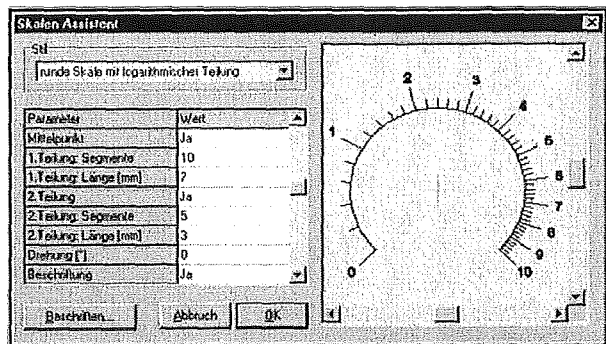 Skalen Assistent
Stil
runde Skale mit logarithmischer Teilung
Parameter Wert
Mittelpunkt Ja
1.Teilung: Segmente 10
1.Teilung: Länge [mm] 2
2.Teilung Ja
2.Teilung: Segmente 5
2.Teilung: Länge [mm] 3
Drehung [°] 0
Beschriftung Ja
Beschriften...
Abbruch
OK
0
1
2
3
4
5
6
7
8
9
10